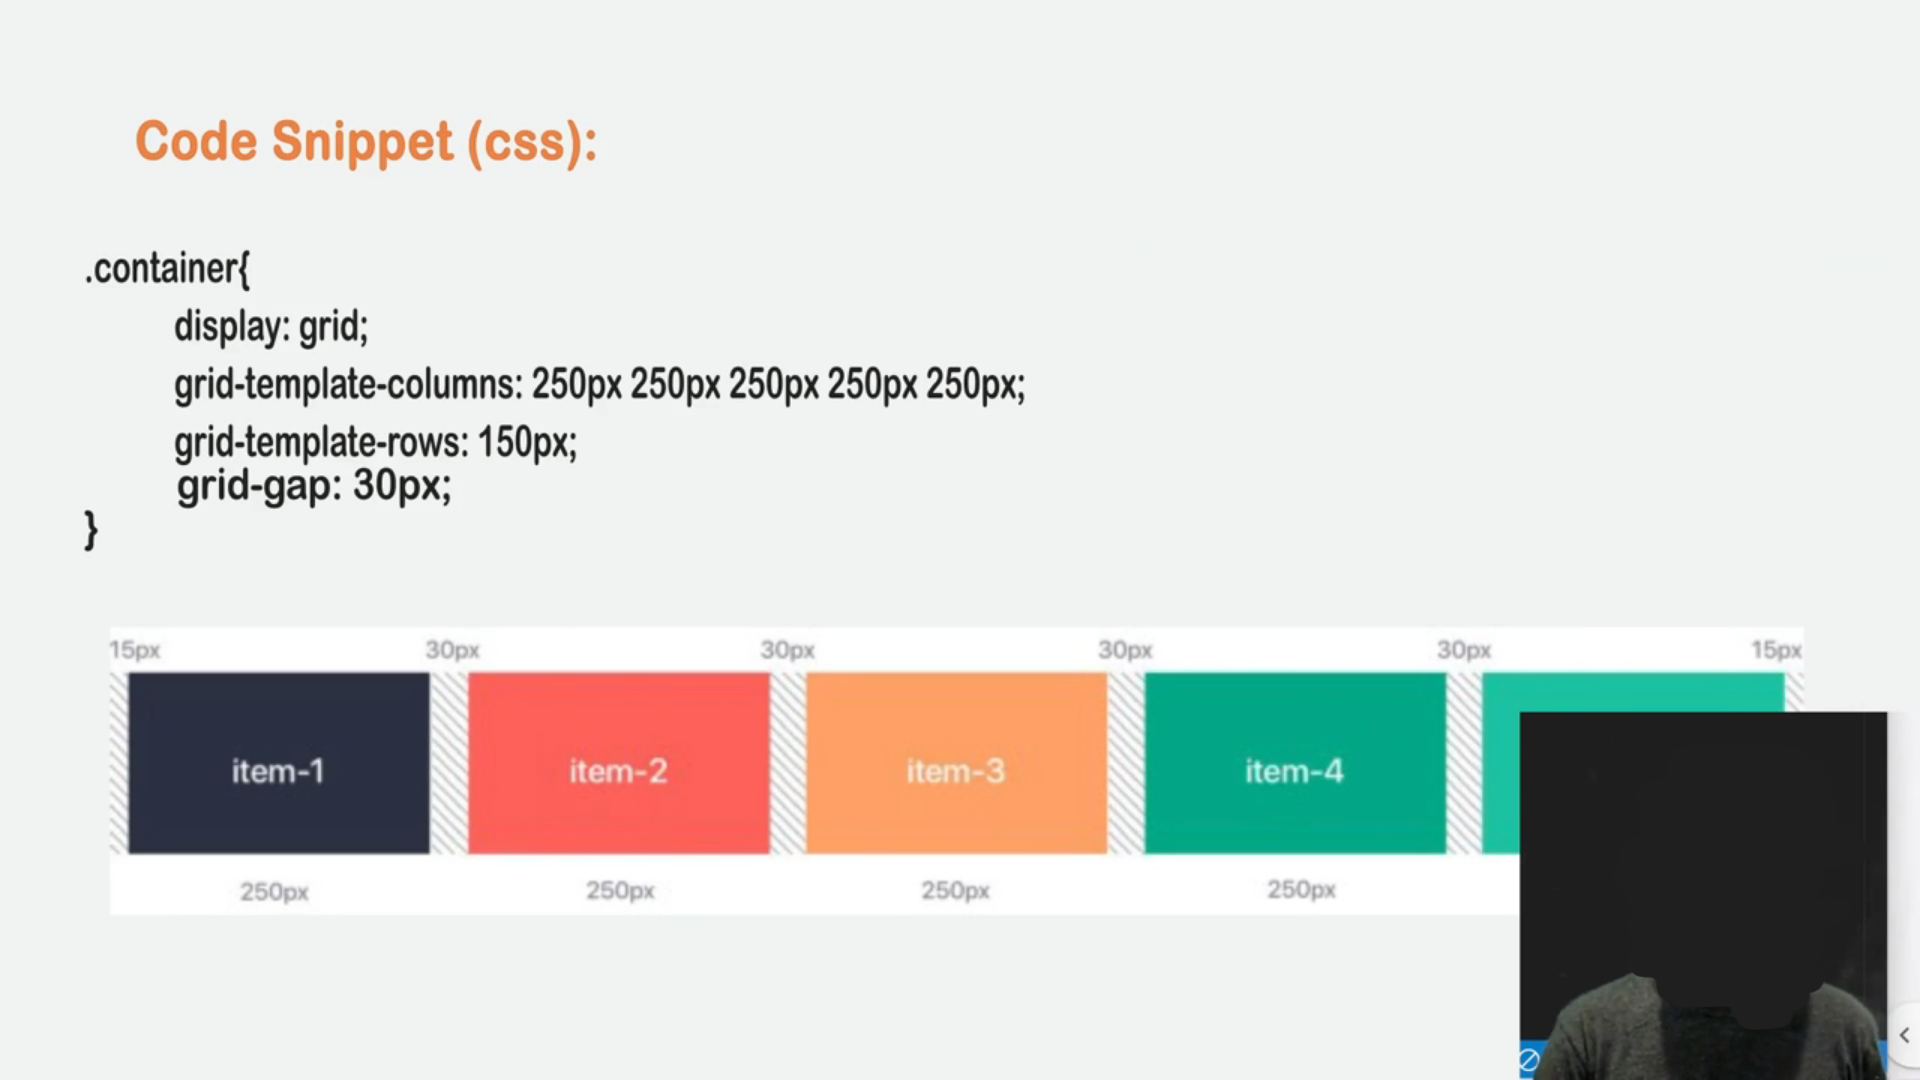 Code Snippet (css):
.container{
display: grid;
grid-template-columns: 250px 250px 250px 250px 250px;
grid-template-rows: 150px;
grid-gap: 30px;
}
15px 30px 30px 30px 30px 15px
item-1 item-2 item-3 item-4
250px 250px 250px 250px